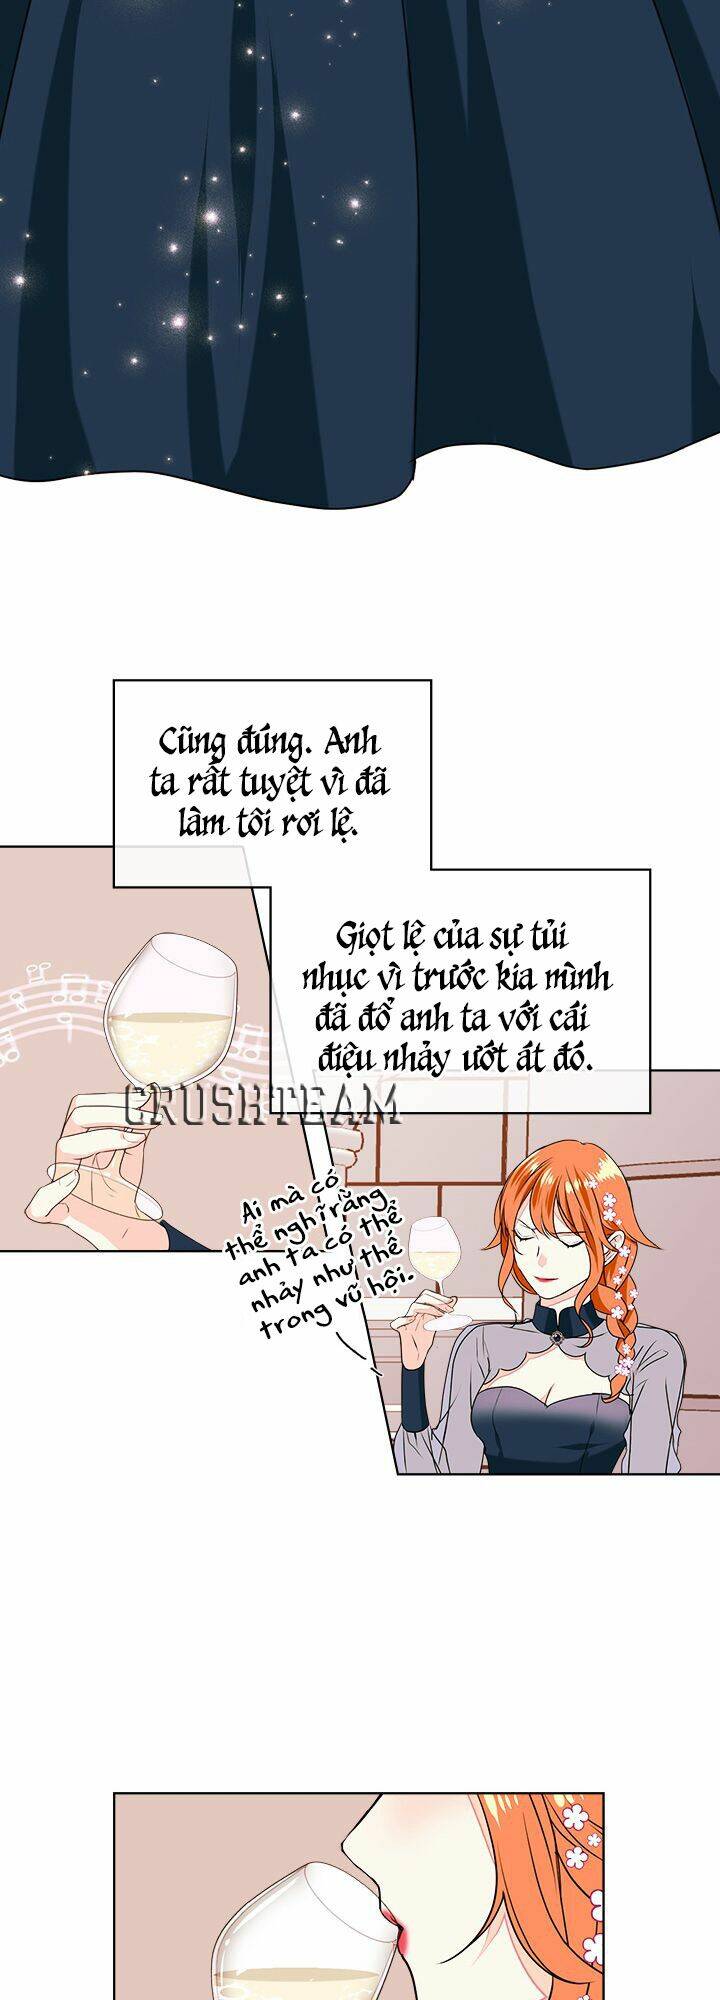 Cũng đúng. Anh
ta rất tuyệt vì đã
làm tôi rơi lệ.
Giọt lệ của sự tủi
nhục vì trước kia mình
đã đổ anh ta với cái
điệu nhảy ướt át đó.
CRUSHTEAM
Ai mà có
thể nghĩ rằng
anh ta có thể
nhảy như thế
trong vũ hội.